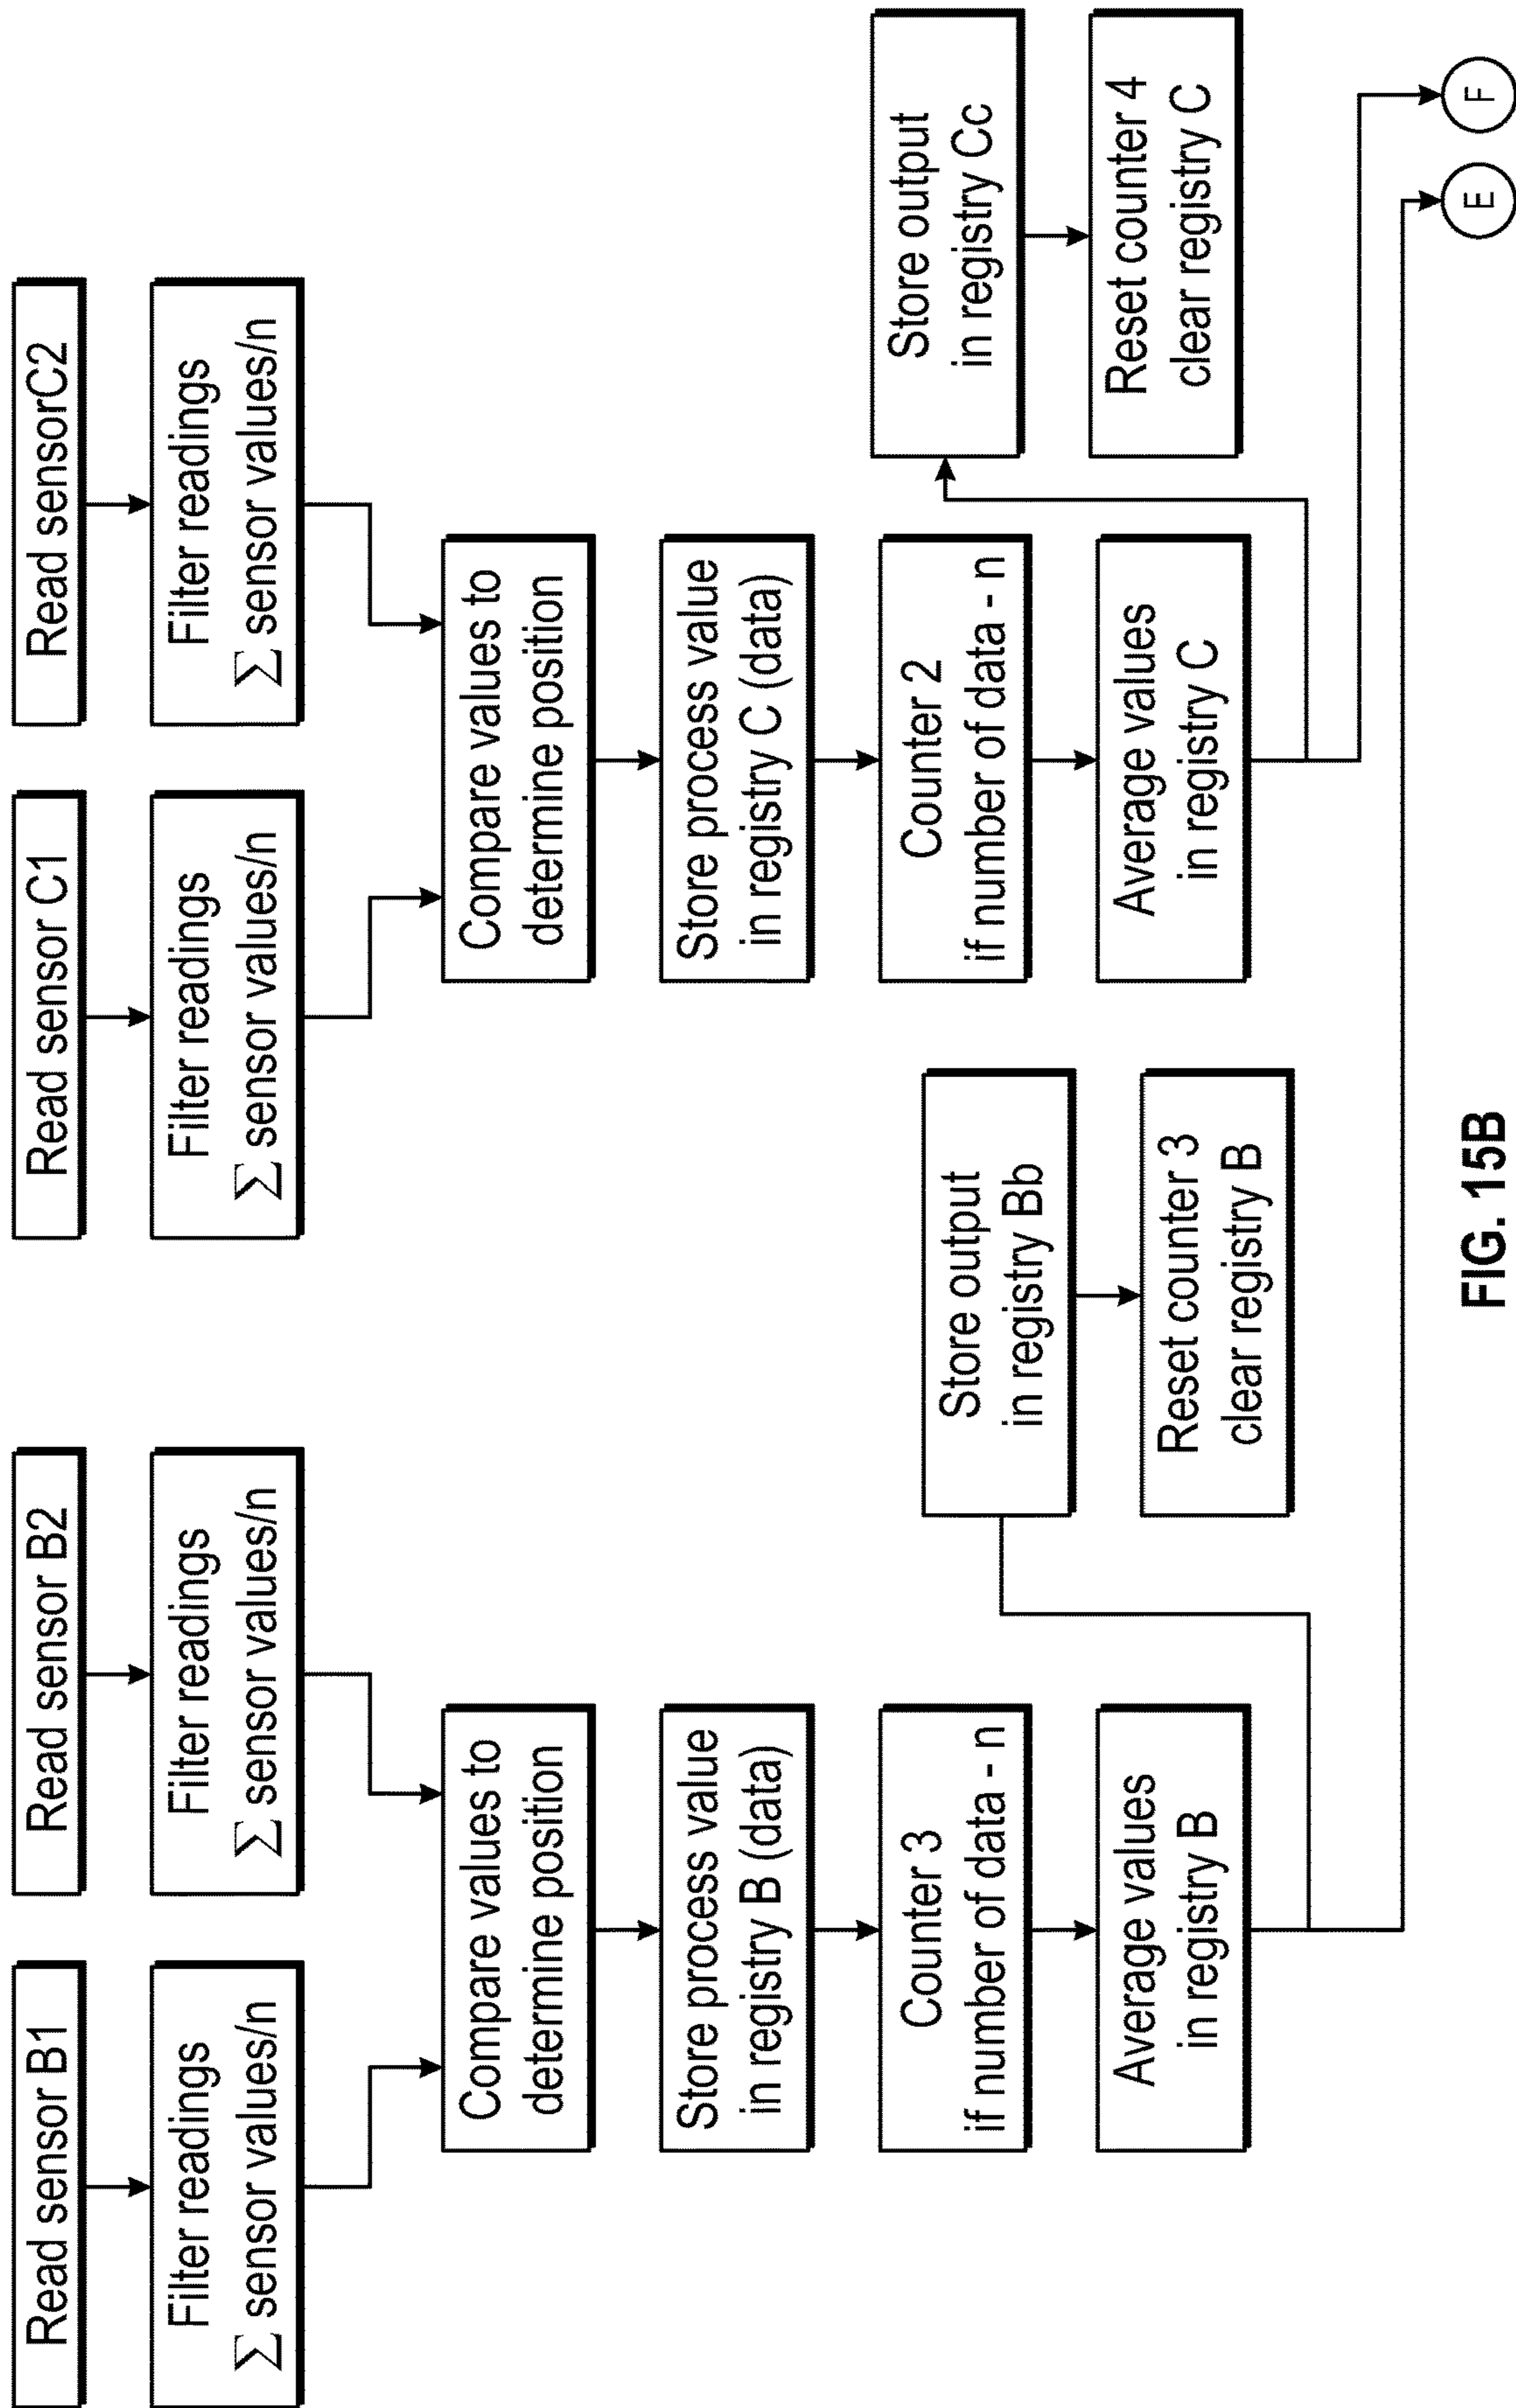 Read sensor B1
Filter readings
∑ sensor values/n
Read sensor B2
Filter readings
∑ sensor values/n
Compare values to
determine position
Store process value
in registry B (data)
Counter 3
if number of data - n
Average values
in registry B
Store output
in registry Bb
Reset counter 3
clear registry B
Read sensor C1
Filter readings
∑ sensor values/n
Read sensorC2
Filter readings
∑ sensor values/n
Compare values to
determine position
Store process value
in registry C (data)
Counter 2
if number of data - n
Average values
in registry C
Store output
in registry Cc
Reset counter 4
clear registry C
E
F
FIG. 15B